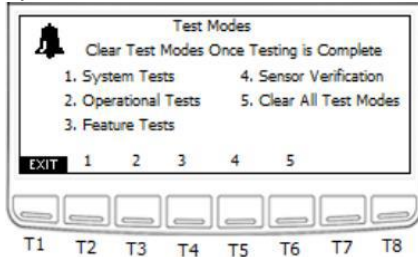 Test Modes
Clear Test Modes Once Testing is Complete
1. System Tests 4. Sensor Verification
2. Operational Tests 5. Clear All Test Modes
3. Feature Tests
EXIT 1 2 3 4 5
T1 T2 T3 T4 T5 T6 T7 T8